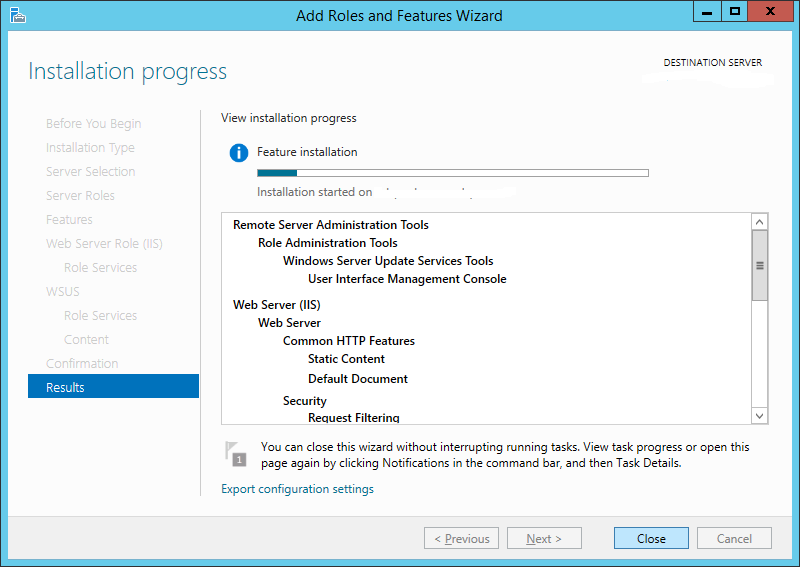 Add Roles and Features Wizard
Installation progress
DESTINATION SERVER
Before You Begin
Installation Type
Server Selection
Server Roles
Features
Web Server Role (IIS)
Role Services
WSUS
Role Services
Content
Confirmation
Results
View installation progress
Feature installation
Installation started on
Remote Server Administration Tools
Role Administration Tools
Windows Server Update Services Tools
User Interface Management Console
Web Server (IIS)
Web Server
Common HTTP Features
Static Content
Default Document
Security
Request Filtering
1
You can close this wizard without interrupting running tasks. View task progress or open this
page again by clicking Notifications in the command bar, and then Task Details.
Export configuration settings
< Previous
Next >
Close
Cancel